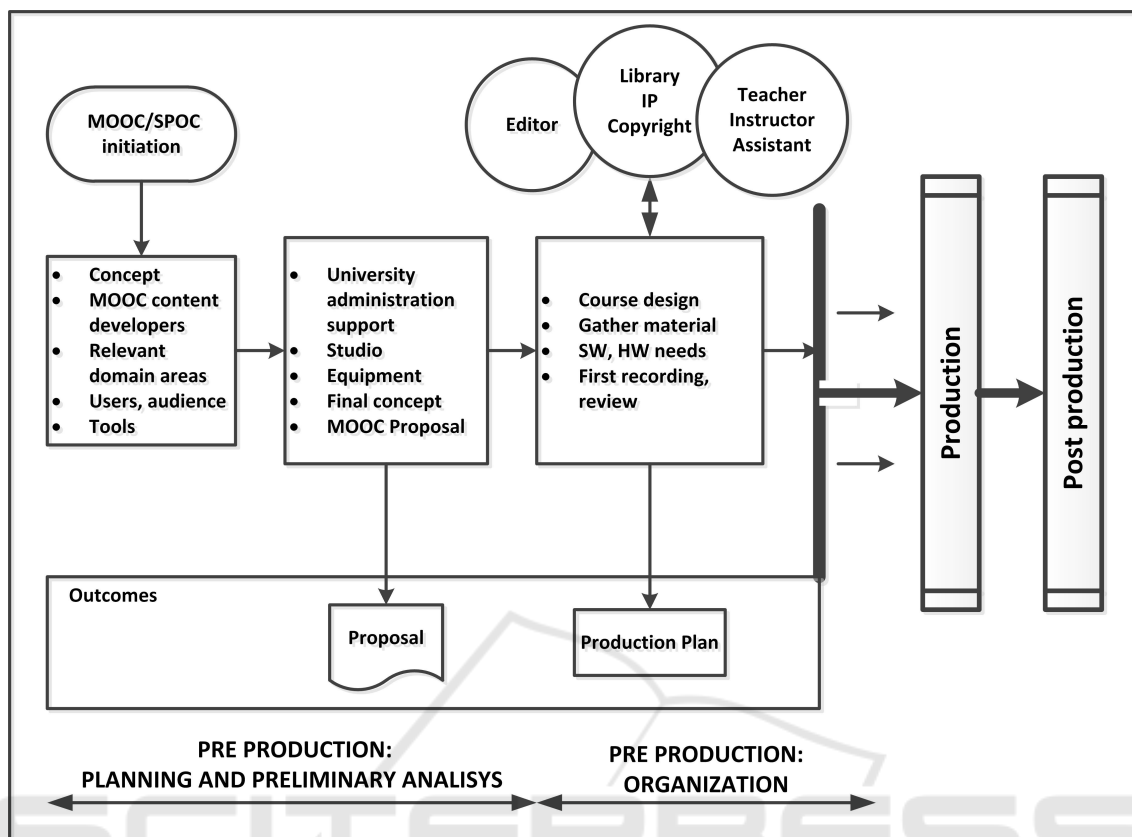 MOOC/SPOC
initiation
Editor
Library
IP
Copyright
Teacher
Instructor
Assistant
• Concept
• MOOC content
developers
• Relevant
domain areas
• Users, audience
• Tools
• University
administration
support
• Studio
• Equipment
• Final concept
• MOOC Proposal
• Course design
• Gather material
• SW, HW needs
• First recording,
review
Production
Post production
Outcomes
Proposal
Production Plan
PRE PRODUCTION:
PLANNING AND PRELIMINARY ANALISYS
PRE PRODUCTION:
ORGANIZATION
SCITEPRESS